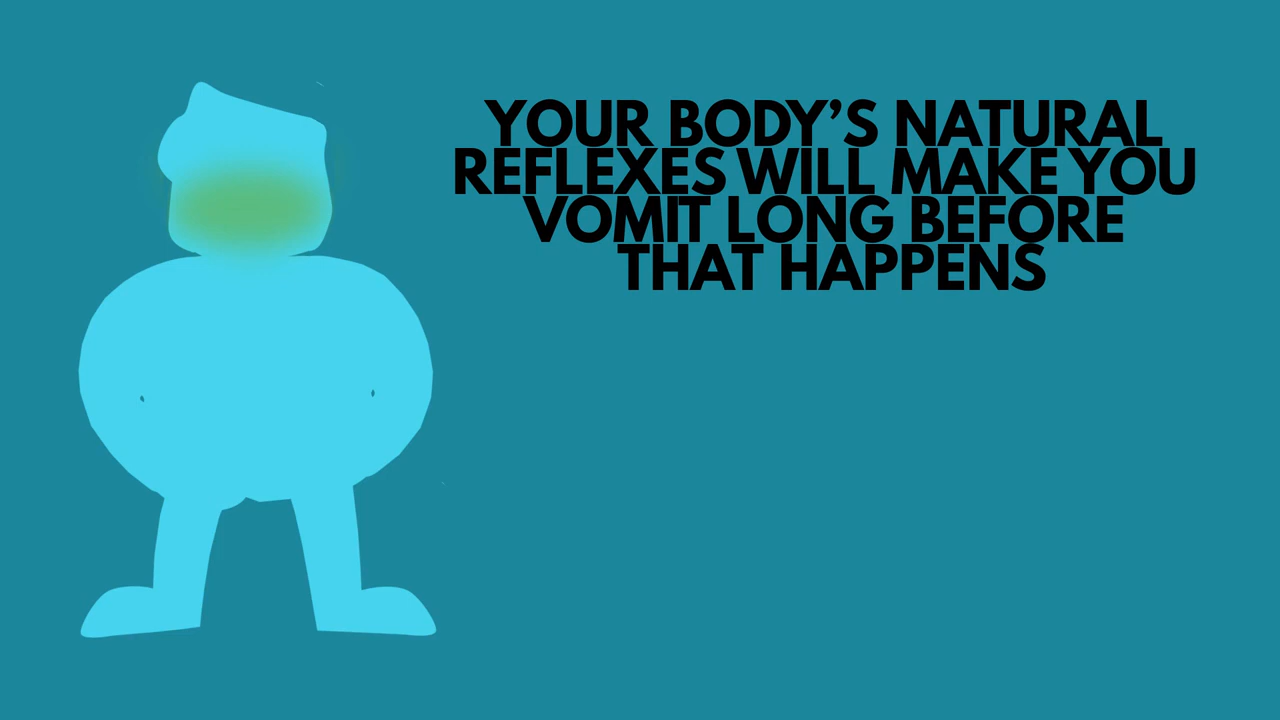 YOUR BODY’S NATURAL
REFLEXES WILL MAKE YOU
VOMIT LONG BEFORE
THAT HAPPENS